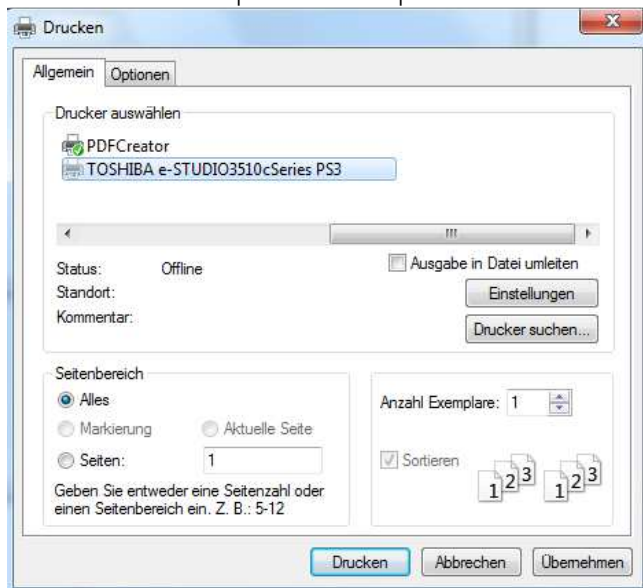 Drucken
Allgemein
Optionen
Drucker auswählen
PDFCreator
TOSHIBA e-STUDIO3510cSeries PS3
Status: Offline
Ausgabe in Datei umleiten
Standort:
Einstellungen
Kommentar:
Drucker suchen...
Seitenbereich
Alles
Markierung
Aktuelle Seite
Seiten: 1
Geben Sie entweder eine Seitenzahl oder
einen Seitenbereich ein. Z. B.: 5-12
Anzahl Exemplare: 1
Sortieren
1 2 3 1 2 3
Drucken
Abbrechen
Übernehmen